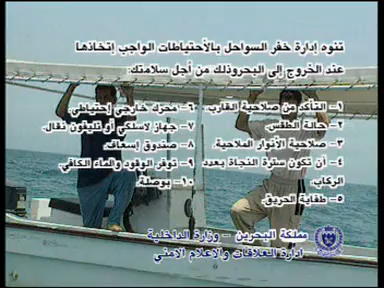 تنوه إدارة خفر السواحل بالأحتياطات الواجب إتخاذها
عند الخروج إلى البحروذلك من أجل سلامتك:
١- التأكد من صلاحية القارب.
٢- حالة الطقس.
٣- صلاحية الأنوار الملاحية.
٤- أن تكون سترة النجاة بعدد الركاب.
٥- طفاية الحريق.
٦- محرك خارجي إحتياطي.
٧- جهاز لاسلكي أو تليفون نقال.
٨- صندوق إسعاف.
٩- توفر الوقود والماء الكافي.
١٠- بوصلة.
مملكة البحرين - وزارة الداخلية
ادارة العلاقات والاعلام الامني